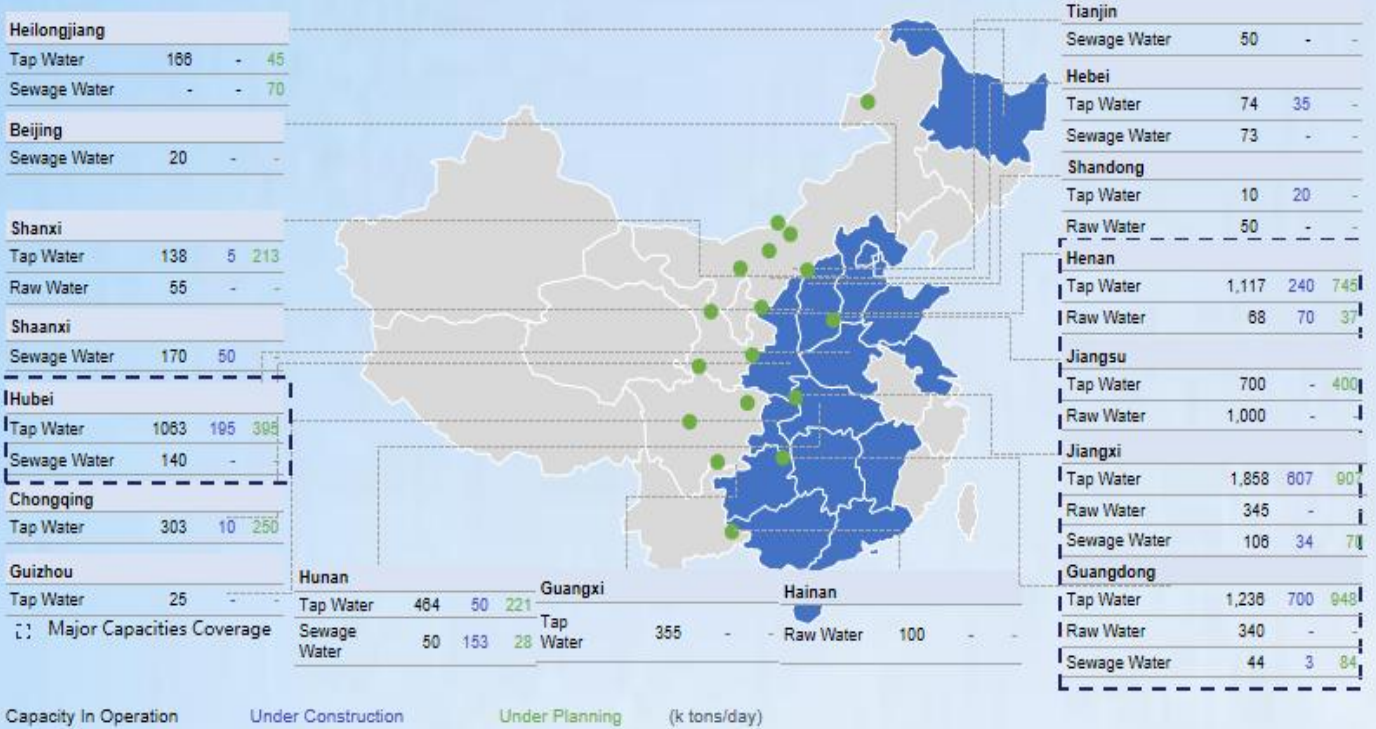 Heilongjiang
Tap Water 166 - 45
Sewage Water - - 70
Beijing
Sewage Water 20 - -
Shanxi
Tap Water 138 5 213
Raw Water 55 - -
Shaanxi
Sewage Water 170 50 -
Hubei
Tap Water 1063 195 395
Sewage Water 140 - -
Chongqing
Tap Water 303 10 250
Guizhou
Tap Water 25 - -
Major Capacities Coverage
Hunan
Tap Water 464 50 221
Sewage
Water 50 153 28
Guangxi
Tap
Water 355 - -
Hainan
Raw Water 100 - -
Tianjin
Sewage Water 50 - -
Hebei
Tap Water 74 35 -
Sewage Water 73 - -
Shandong
Tap Water 10 20 -
Raw Water 50 - -
Henan
Tap Water 1,117 240 745
Raw Water 68 70 37
Jiangsu
Tap Water 700 - 400
Raw Water 1,000 - -
Jiangxi
Tap Water 1,858 607 907
Raw Water 345 - -
Sewage Water 106 34 70
Guangdong
Tap Water 1,236 700 948
Raw Water 340 - -
Sewage Water 44 3 84
Capacity In Operation Under Construction Under Planning (k tons/day)